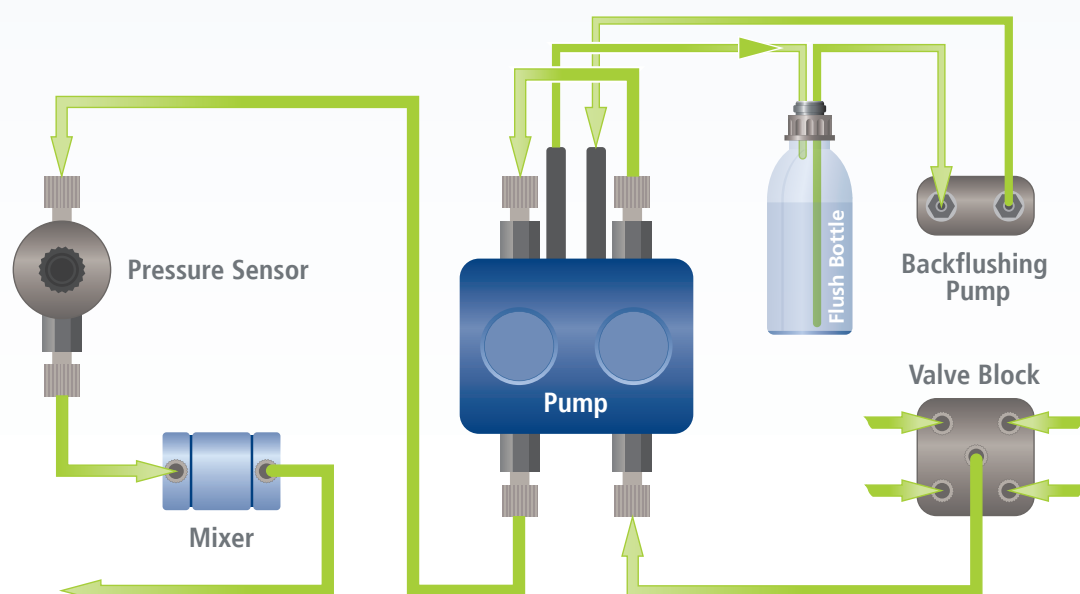 Pressure Sensor
Flush Bottle
Backflushing
Pump
Pump
Valve Block
Mixer